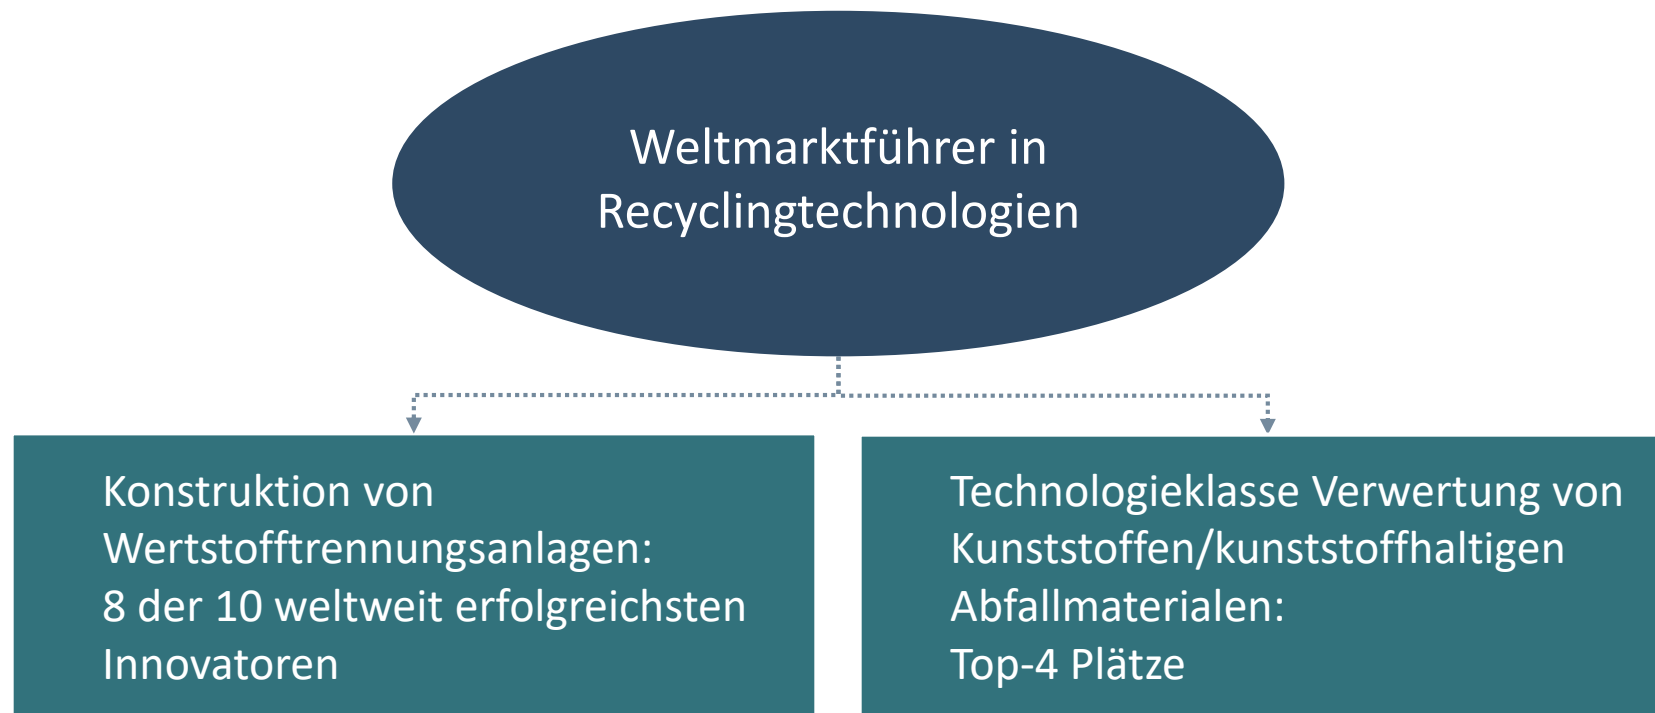 Weltmarktführer in
Recyclingtechnologien
Konstruktion von
Wertstofftrennungsanlagen:
8 der 10 weltweit erfolgreichsten
Innovatoren
Technologieklasse Verwertung von
Kunststoffen/kunststoffhaltigen
Abfallmaterialen:
Top-4 Plätze